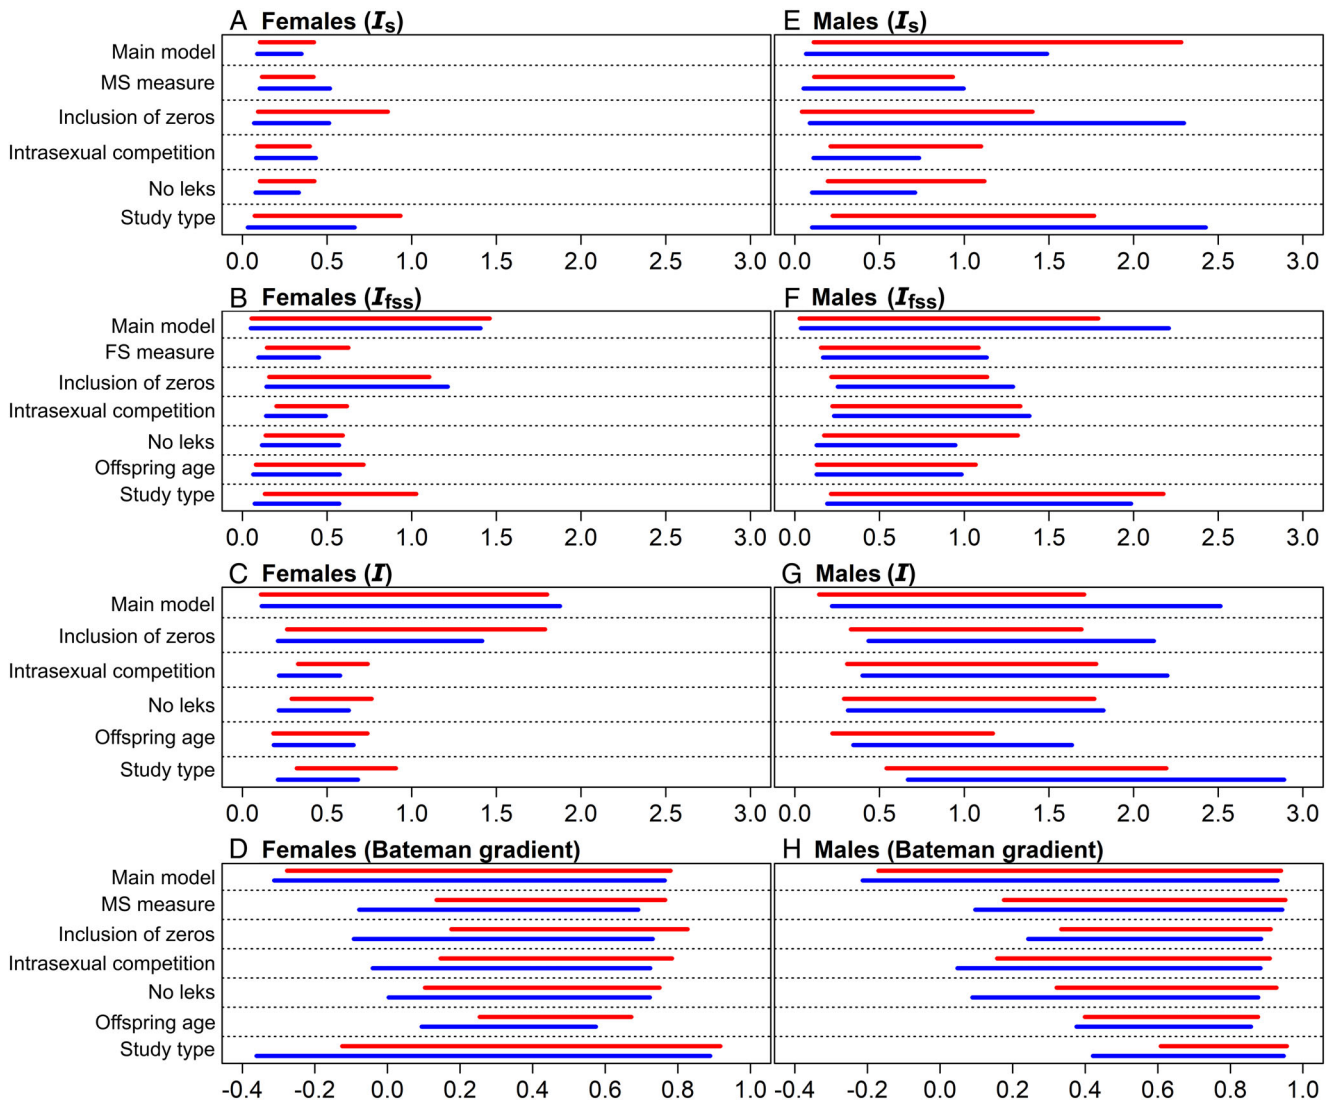 A Females (Is)
Main model
MS measure
Inclusion of zeros
Intrasexual competition
No leks
Study type
0.0 0.5 1.0 1.5 2.0 2.5 3.0
E Males (Is)
0.0 0.5 1.0 1.5 2.0 2.5 3.0
B Females (Ifss)
Main model
FS measure
Inclusion of zeros
Intrasexual competition
No leks
Offspring age
Study type
0.0 0.5 1.0 1.5 2.0 2.5 3.0
F Males (Ifss)
0.0 0.5 1.0 1.5 2.0 2.5 3.0
C Females (I)
Main model
Inclusion of zeros
Intrasexual competition
No leks
Offspring age
Study type
0.0 0.5 1.0 1.5 2.0 2.5 3.0
G Males (I)
0.0 0.5 1.0 1.5 2.0 2.5 3.0
D Females (Bateman gradient)
Main model
MS measure
Inclusion of zeros
Intrasexual competition
No leks
Offspring age
Study type
-0.4 -0.2 0.0 0.2 0.4 0.6 0.8 1.0
H Males (Bateman gradient)
-0.4 -0.2 0.0 0.2 0.4 0.6 0.8 1.0